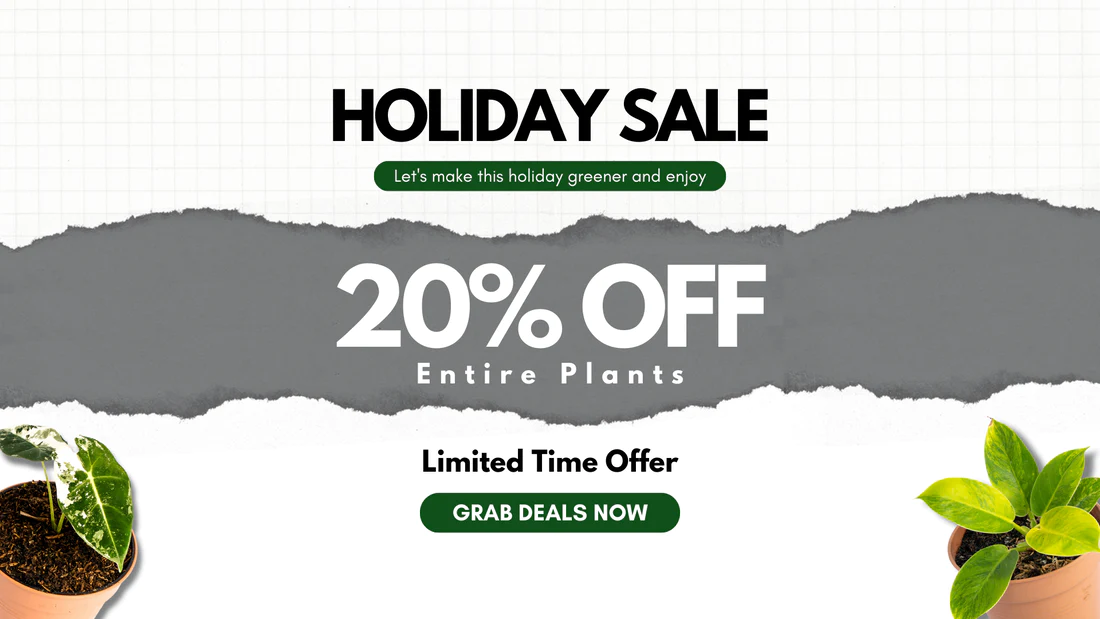 HOLIDAY SALE
Let's make this holiday greener and enjoy
20% OFF
Entire Plants
Limited Time Offer
GRAB DEALS NOW